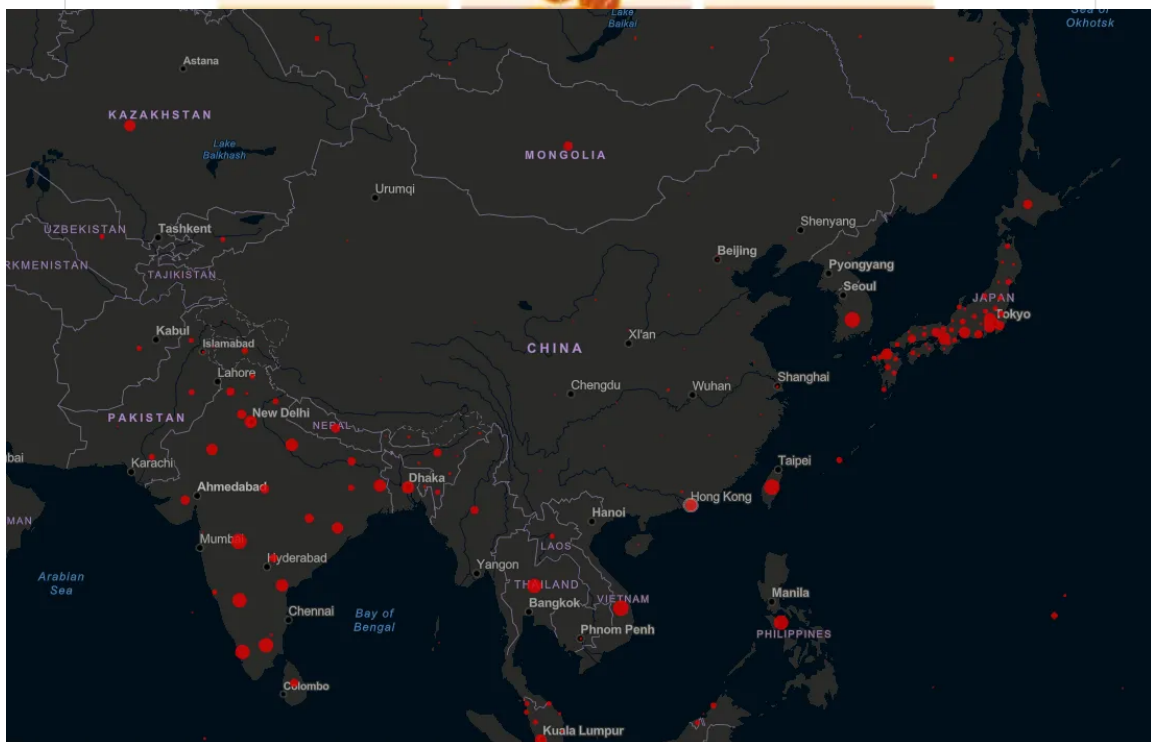 Lake
Balkal
Sea of
Okhotsk
Astana
KAZAKHSTAN
Lake
Balkhash
MONGOLIA
Urumqi
Shenyang
UZBEKISTAN
Tashkent
Beijing
RKMENISTAN
TAJIKISTAN
Pyongyang
Seoul
JAPAN
Tokyo
Kabul
Islamabad
Xi'an
CHINA
Lahore
Chengdu
Wuhan
Shanghai
PAKISTAN
New Delhi
NEPAL
bai
Karachi
Taipei
Dhaka
Ahmedabad
Hong Kong
MAN
Hanoi
Mumbai
LAOS
Hyderabad
Yangon
Arabian
Sea
THAILAND
Manila
Bay of
Bengal
Chennai
Bangkok
VIETNAM
Phnom Penh
PHILIPPINES
Colombo
Kuala Lumpur